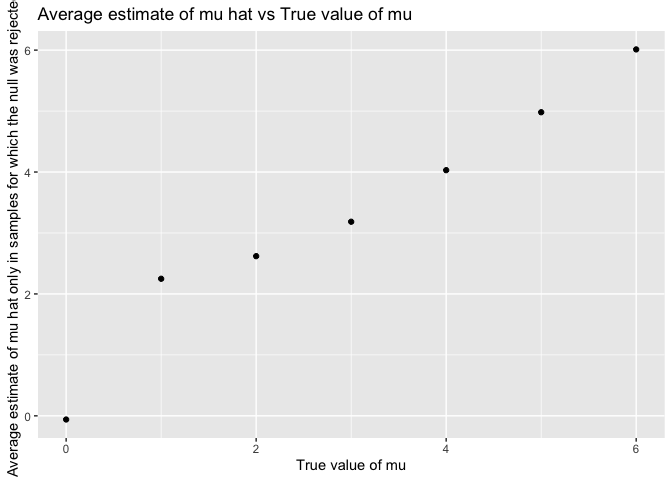 Average estimate of mu hat vs True value of mu
Average estimate of mu hat only in samples for which the null was rejecte
6
4
2
0
0
2
4
6
True value of mu